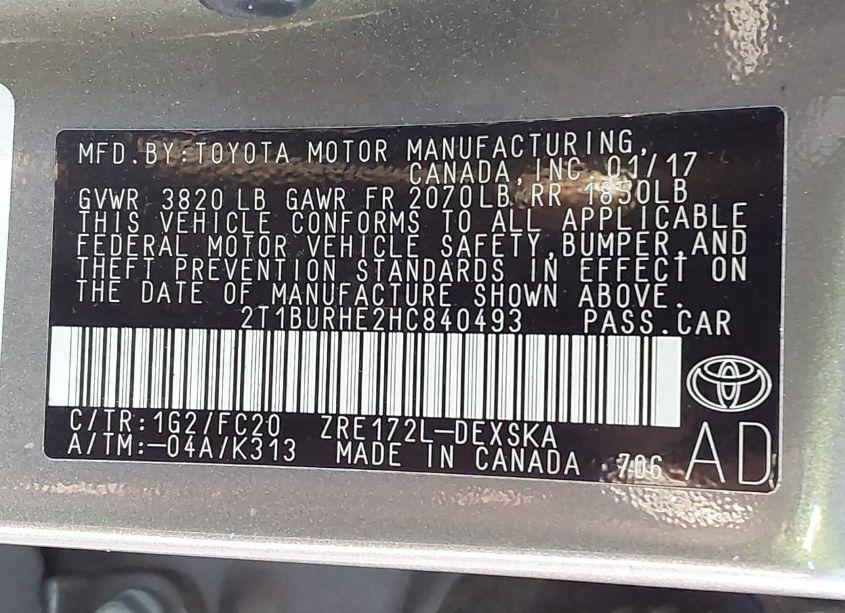 MFD.BY:TOYOTA MOTOR MANUFACTURING,
CANADA,INC. 01/17
GVWR 3820 LB GAWR FR 2070LB,RR 1850LB
THIS VEHICLE CONFORMS TO ALL APPLICABLE
FEDERAL MOTOR VEHICLE SAFETY,BUMPER,AND
THEFT PREVENTION STANDARDS IN EFFECT ON
THE DATE OF MANUFACTURE SHOWN ABOVE.
2T1BURHE2HC840493 PASS.CAR
C/TR:1G2/FC20 ZRE172L-DEXSKA
A/TM:-04A/K313 MADE IN CANADA 706 AD